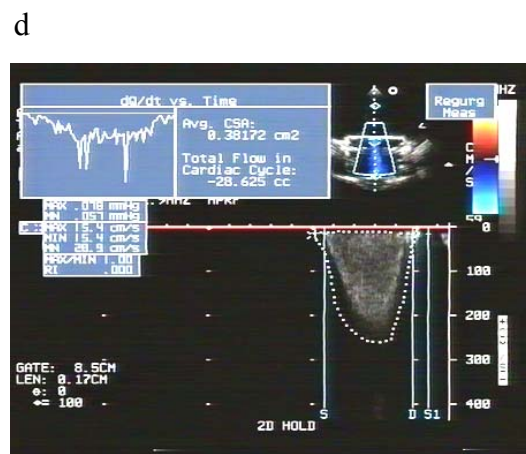 d
dQ/dt vs. Time
Avg. CSA:
0.38172 cm2
Total Flow in
Cardiac Cycle:
-28.625 cc
Regurg
Meas
HZ
MAX .078 mmHg
MN .057 mmHg
MAX 15.4 cm/s
MIN 15.4 cm/s
MN 20.9 cm/s
MAX/MIN 1.00
RI .000
0
100
200
300
400
GATE: 8.5CM
LEN: 0.17CM
θ: 0
= 100
S
D
S1
2D HOLD